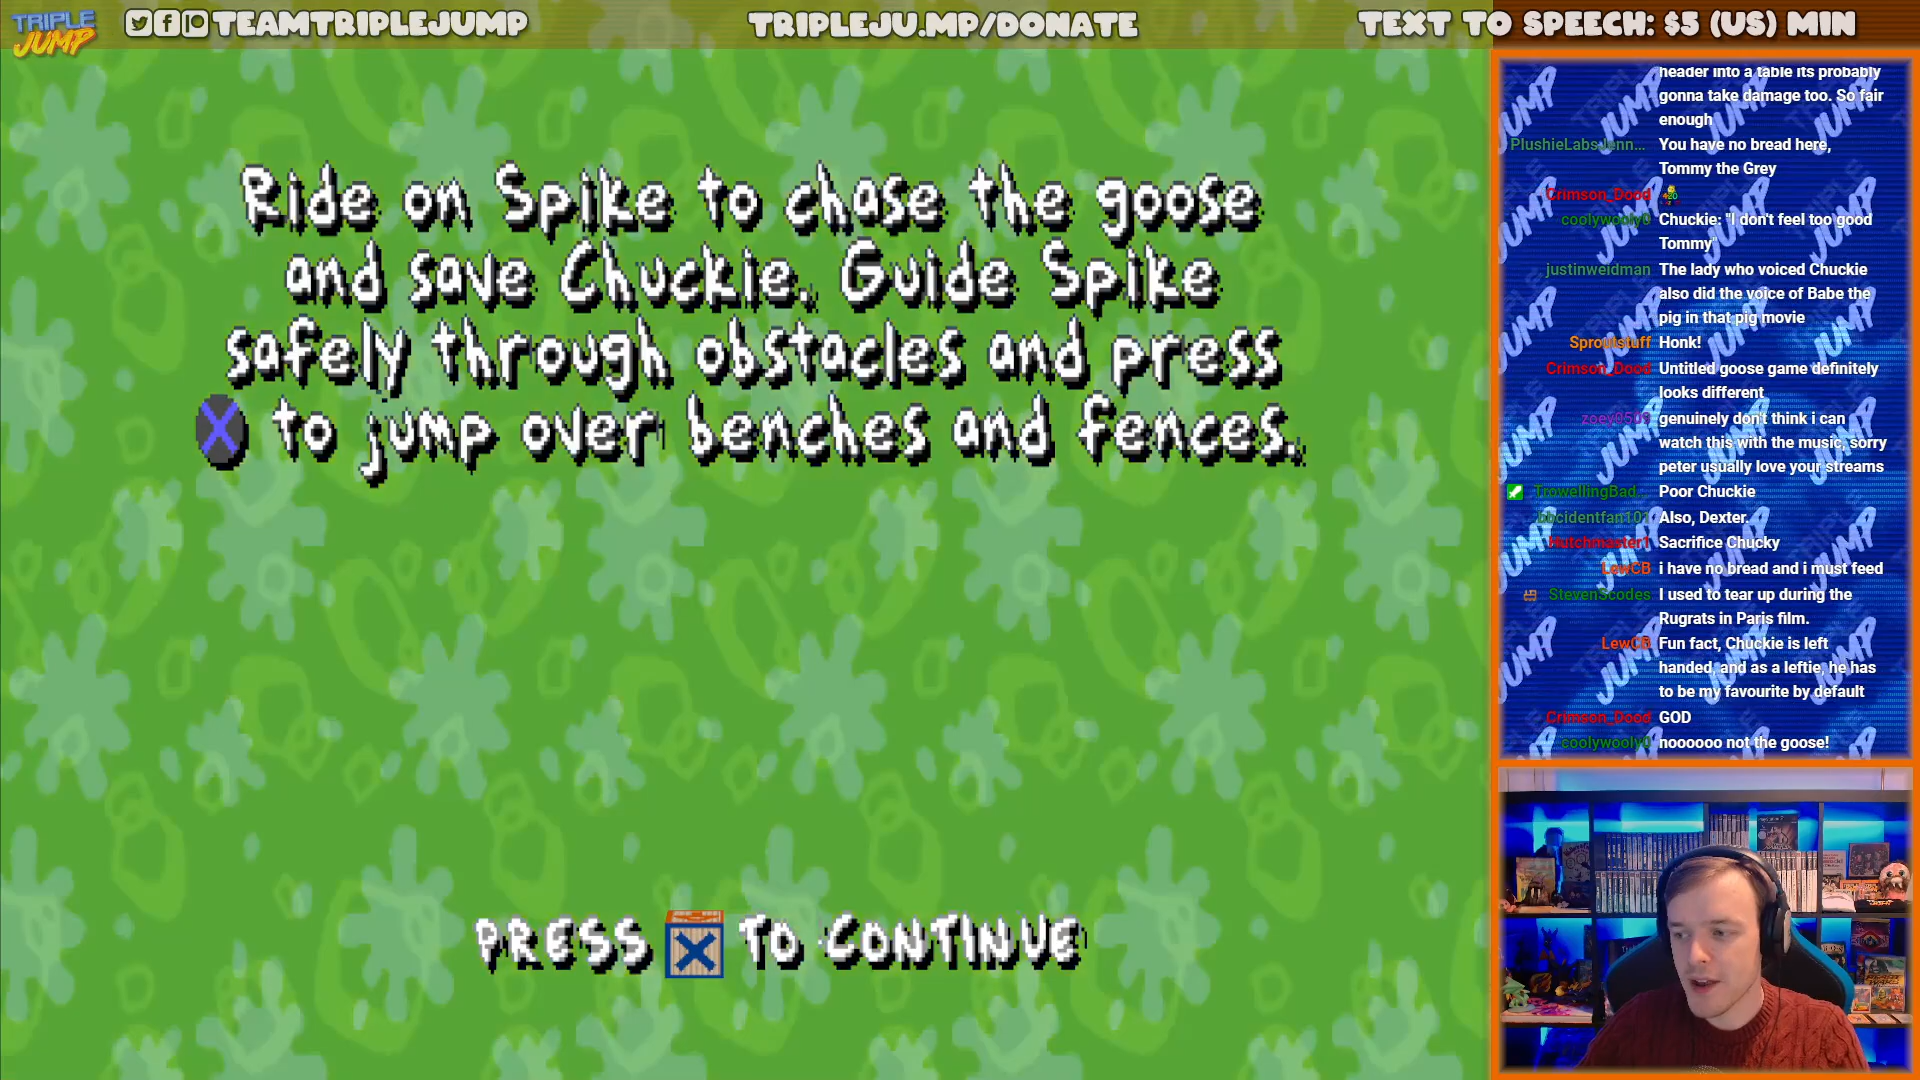 TRIPLE
JUMP
TEAMTRIPLEJUMP
TRIPLEJU.MP/DONATE
TEXT TO SPEECH: $5 (US) MIN
Ride on Spike to chase the goose
and save Chuckie. Guide Spike
safely through obstacles and press
X to jump over benches and fences.
PRESS X TO CONTINUE
header into a table its probably
gonna take damage too. So fair
enough
PlushieLabsJenn... You have no bread here,
Tommy the Grey
Crimson_Dood
coolywooly0 Chuckie: "I don't feel too good
Tommy"
justinweidman The lady who voiced Chuckie
also did the voice of Babe the
pig in that pig movie
Sproutstuff Honk!
Crimson_Dood Untitled goose game definitely
looks different
genuinely don't think i can
watch this with the music, sorry
peter usually love your streams
TrowellingBad... Poor Chuckie
bbcidentfan101 Also, Dexter.
Hutchmaster1 Sacrifice Chucky
LewCB i have no bread and i must feed
StevenScodes I used to tear up during the
Rugrats in Paris film.
LewCB Fun fact, Chuckie is left
handed, and as a leftie, he has
to be my favourite by default
Crimson_Dood GOD
coolywooly0 noooooo not the goose!